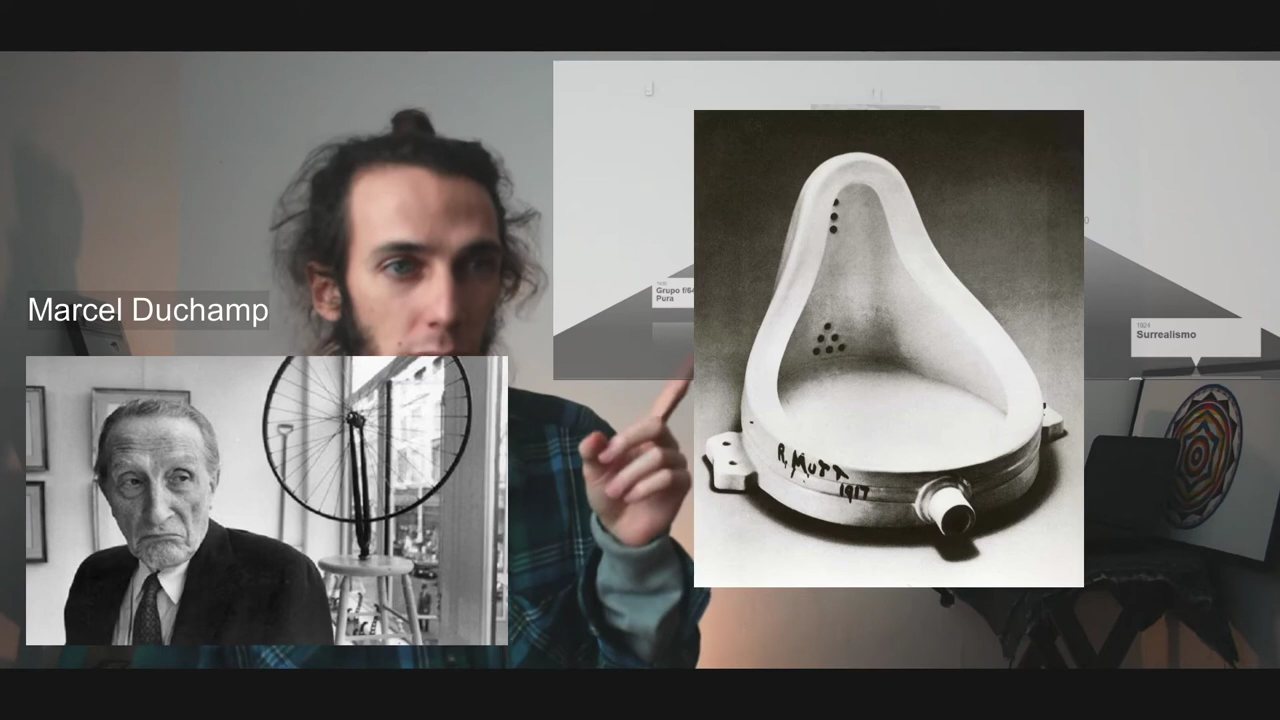 Marcel Duchamp
Grupo f/64
Pura
1924
Surrealismo
R. MUTT
1917